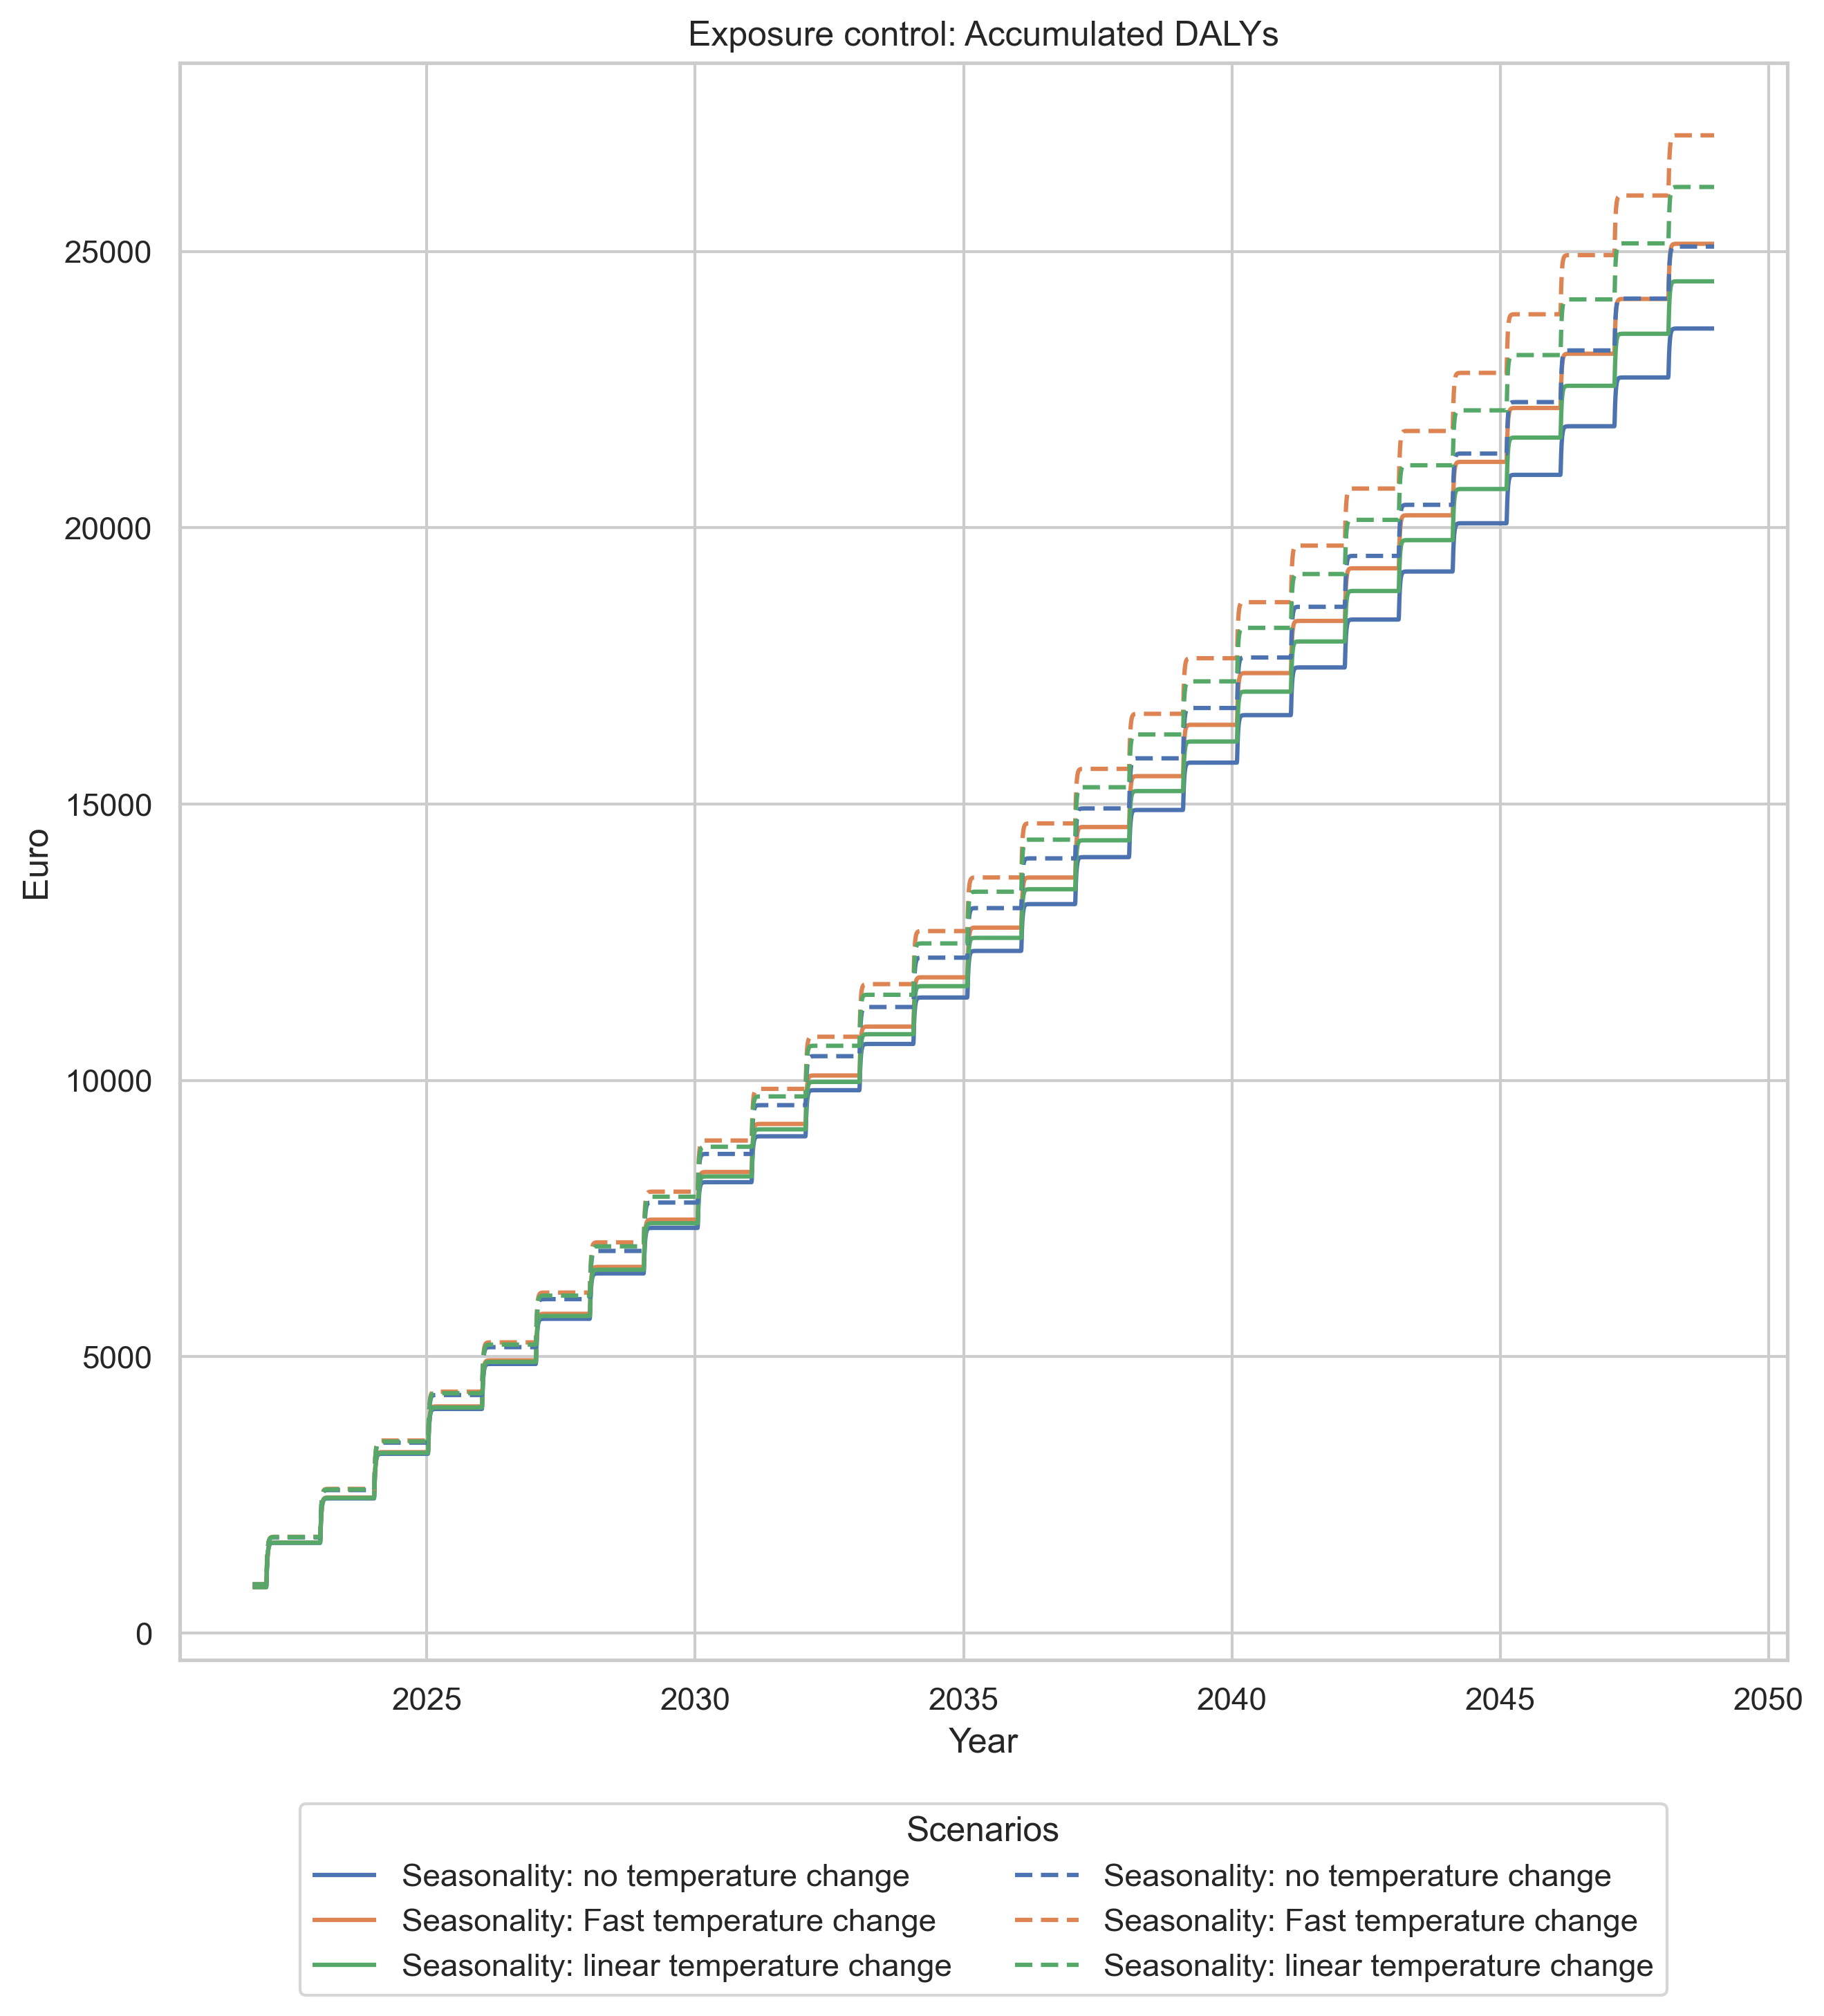 Exposure control: Accumulated DALYs
25000
20000
15000
10000
5000
0
Euro
2025 2030 2035 2040 2045 2050
Year
Scenarios
Seasonality: no temperature change Seasonality: no temperature change
Seasonality: Fast temperature change Seasonality: Fast temperature change
Seasonality: linear temperature change Seasonality: linear temperature change